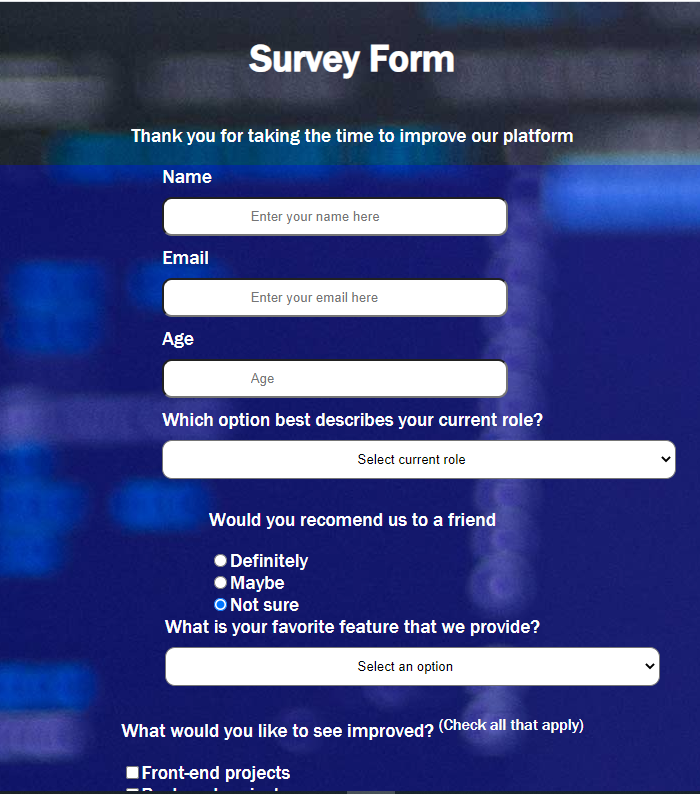 Survey Form
Thank you for taking the time to improve our platform
Name
Enter your name here
Email
Enter your email here
Age
Age
Which option best describes your current role?
Select current role
Would you recomend us to a friend
Definitely
Maybe
Not sure
What is your favorite feature that we provide?
Select an option
What would you like to see improved? (Check all that apply)
Front-end projects